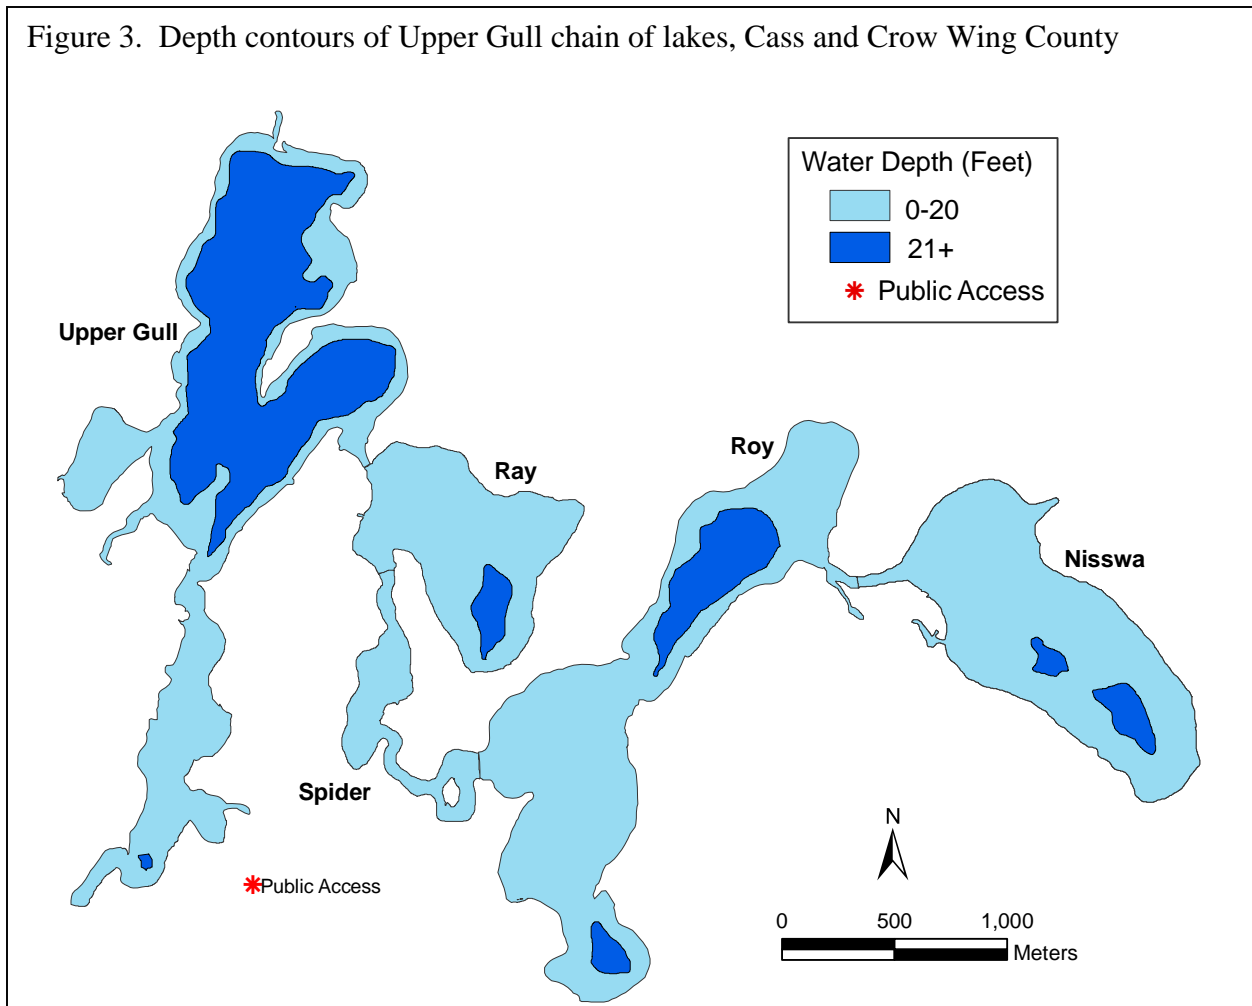 Figure 3.  Depth contours of Upper Gull chain of lakes, Cass and Crow Wing County
Water Depth (Feet)
0-20
21+
Public Access
Upper Gull
Ray
Roy
Nisswa
Spider
Public Access
N
0 500 1,000
Meters